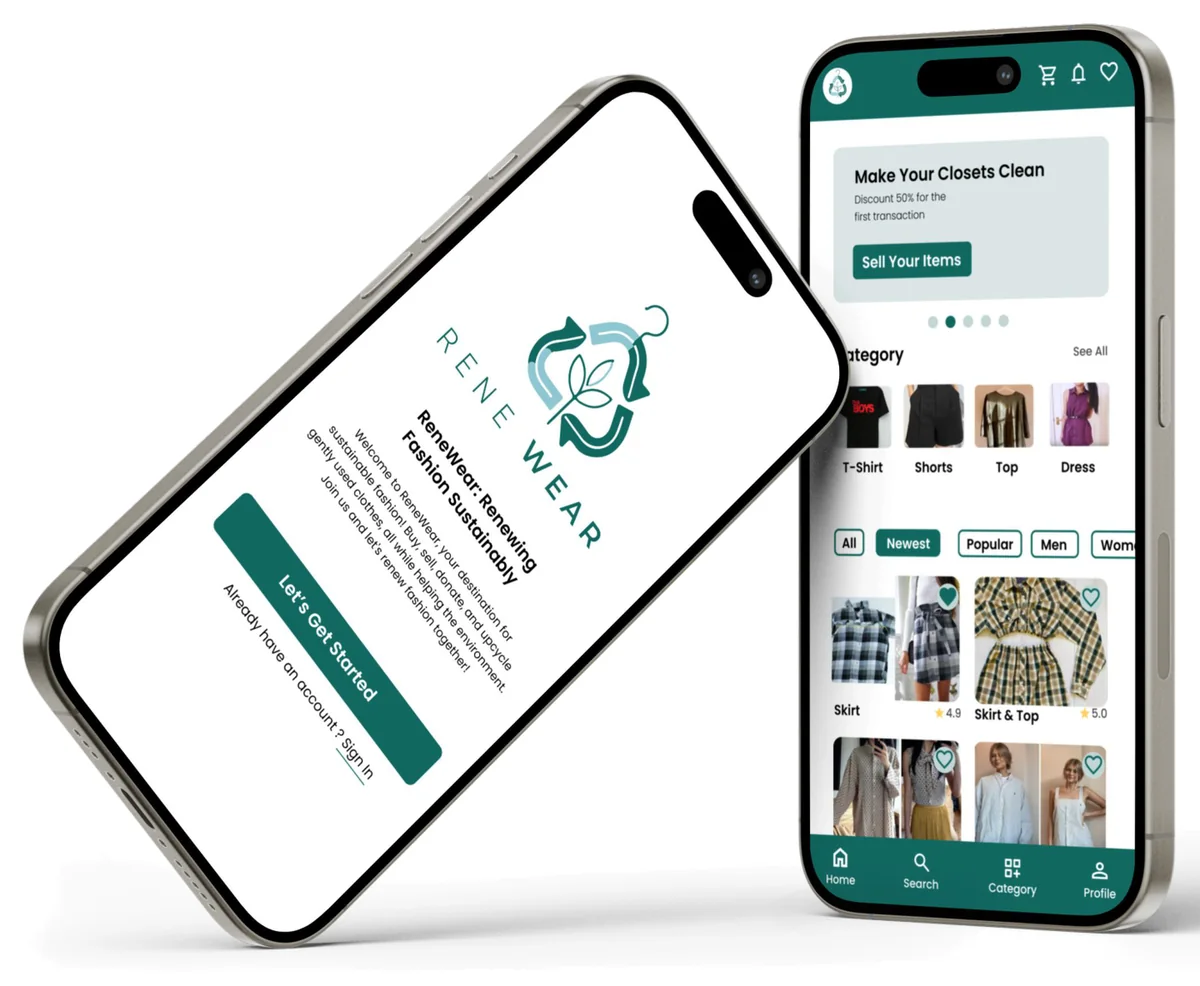 RENE WEAR
ReneWear: Renewing
Fashion Sustainably
Welcome to ReneWear, your destination for
sustainable fashion! Buy, sell, donate, and upcycle
gently used clothes, all while helping the environment.
Join us and let's renew fashion together!
Let's Get Started
Already have an account ? Sign In
Make Your Closets Clean
Discount 50% for the
first transaction
Sell Your Items
ategory
See All
BOYS
T-Shirt
Shorts
Top
Dress
All
Newest
Popular
Men
Wome
Skirt
4.9
Skirt & Top
5.0
Home
Search
Category
Profile